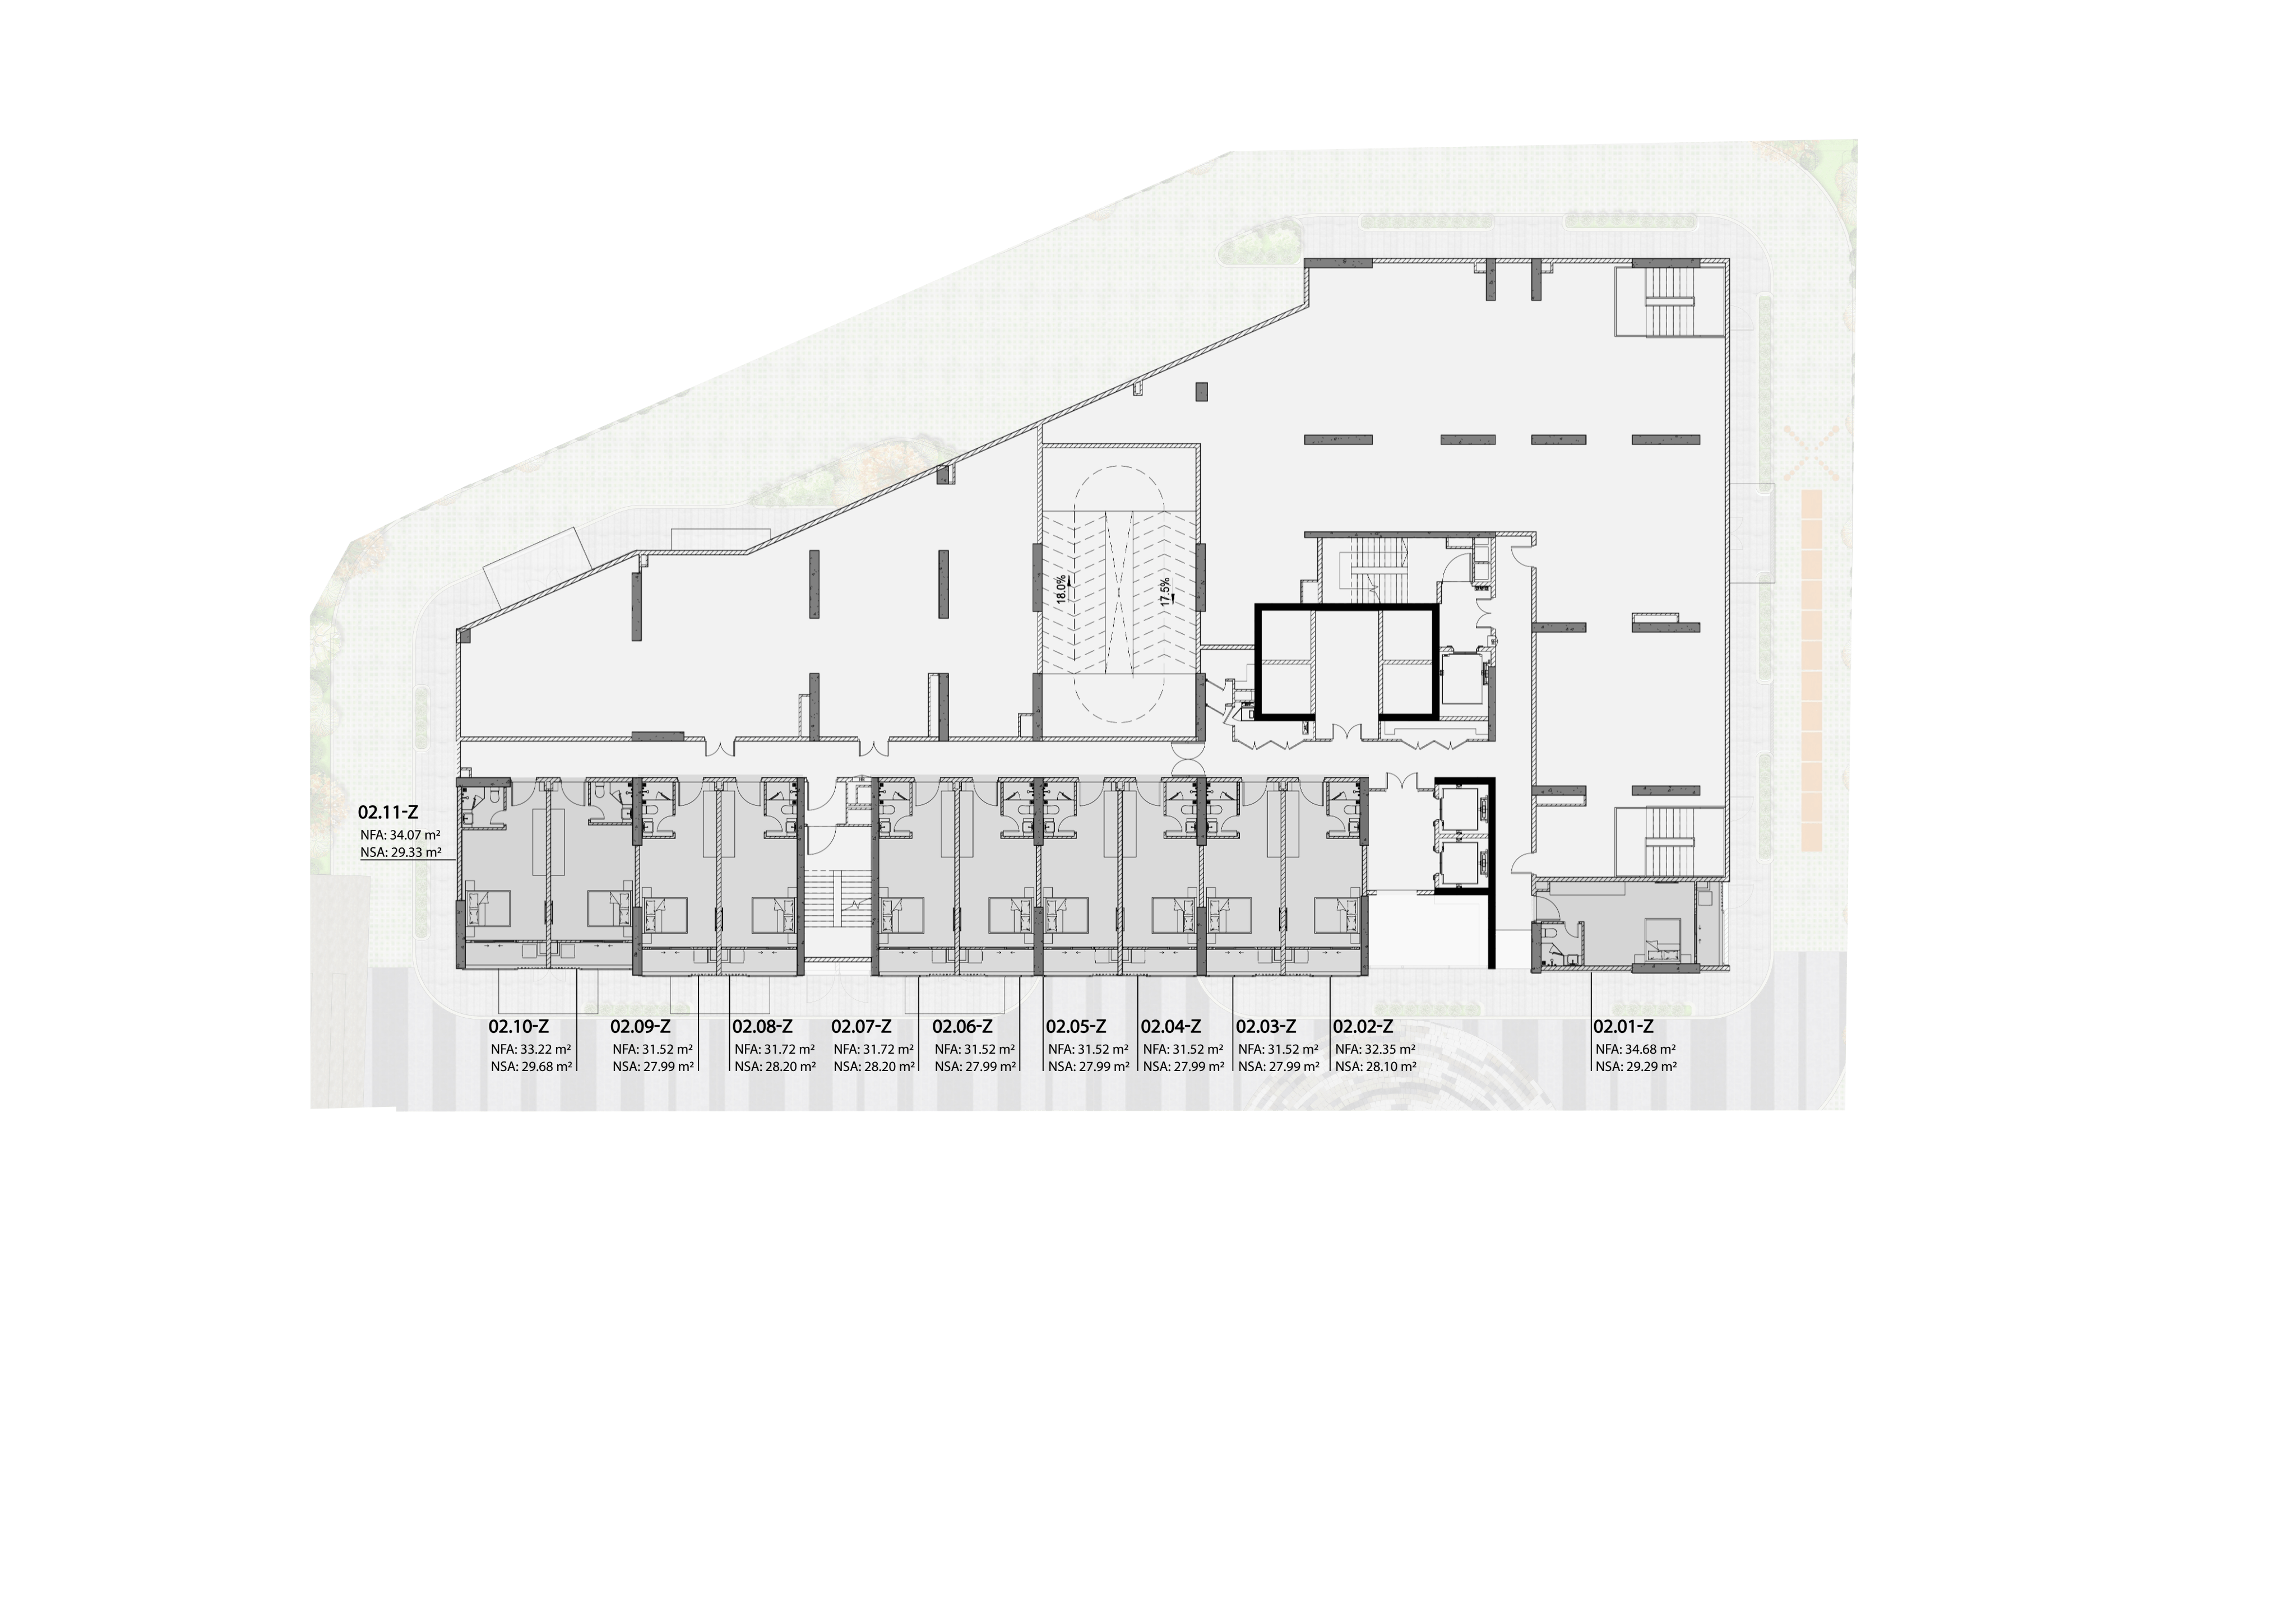 18.0%
17.5%
02.11-Z
NFA: 34.07 m²
NSA: 29.33 m²
02.10-Z
NFA: 33.22 m²
NSA: 29.68 m²
02.09-Z
NFA: 31.52 m²
NSA: 27.99 m²
02.08-Z
NFA: 31.72 m²
NSA: 28.20 m²
02.07-Z
NFA: 31.72 m²
NSA: 28.20 m²
02.06-Z
NFA: 31.52 m²
NSA: 27.99 m²
02.05-Z
NFA: 31.52 m²
NSA: 27.99 m²
02.04-Z
NFA: 31.52 m²
NSA: 27.99 m²
02.03-Z
NFA: 31.52 m²
NSA: 27.99 m²
02.02-Z
NFA: 32.35 m²
NSA: 28.10 m²
02.01-Z
NFA: 34.68 m²
NSA: 29.29 m²